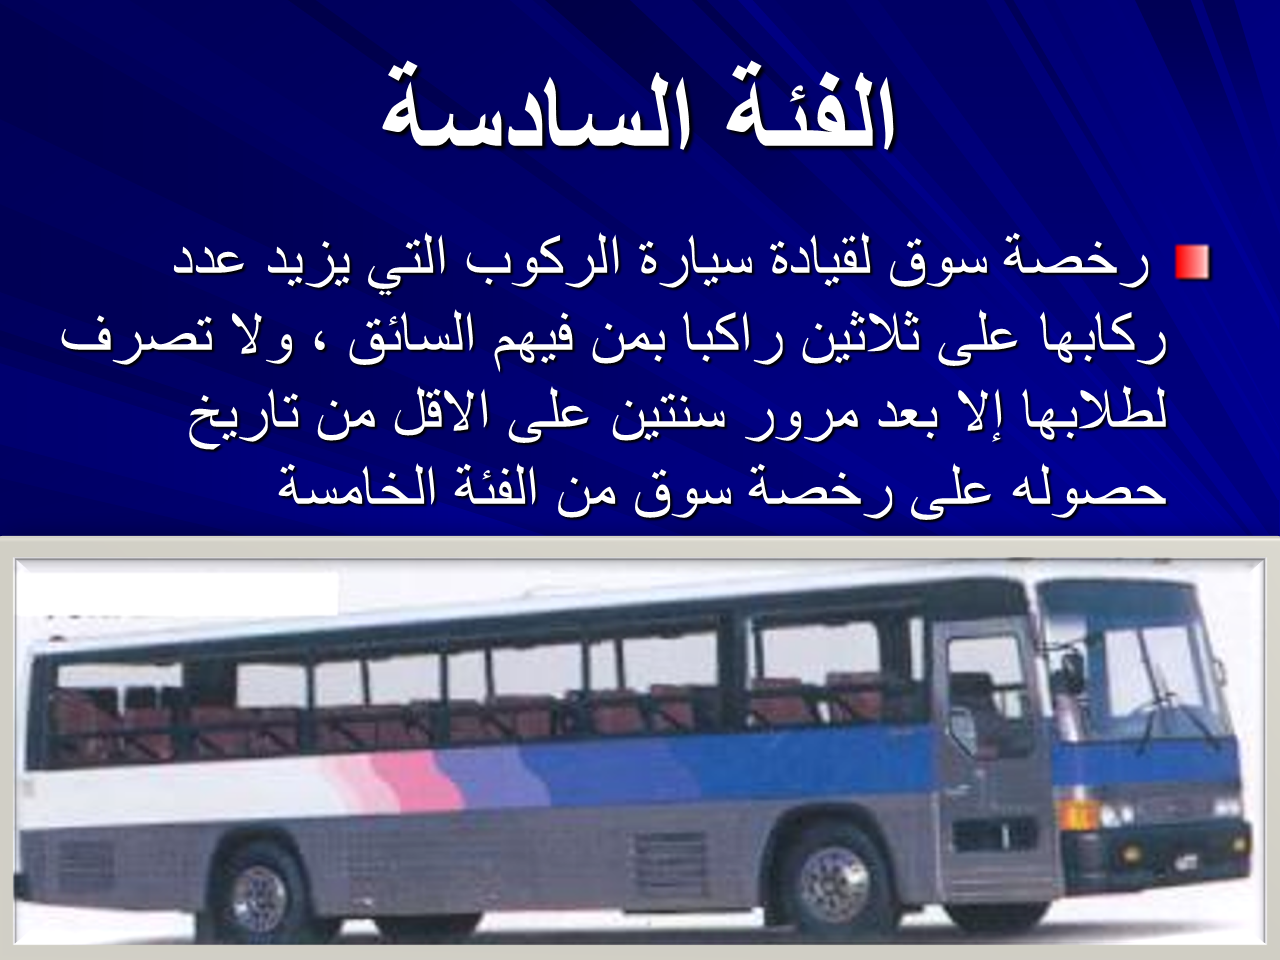 الفئة السادسة
رخصة سوق لقيادة سيارة الركوب التي يزيد عدد
ركابها على ثلاثين راكبا بمن فيهم السائق ، ولا تصرف
لطلابها إلا بعد مرور سنتين على الاقل من تاريخ
حصوله على رخصة سوق من الفئة الخامسة